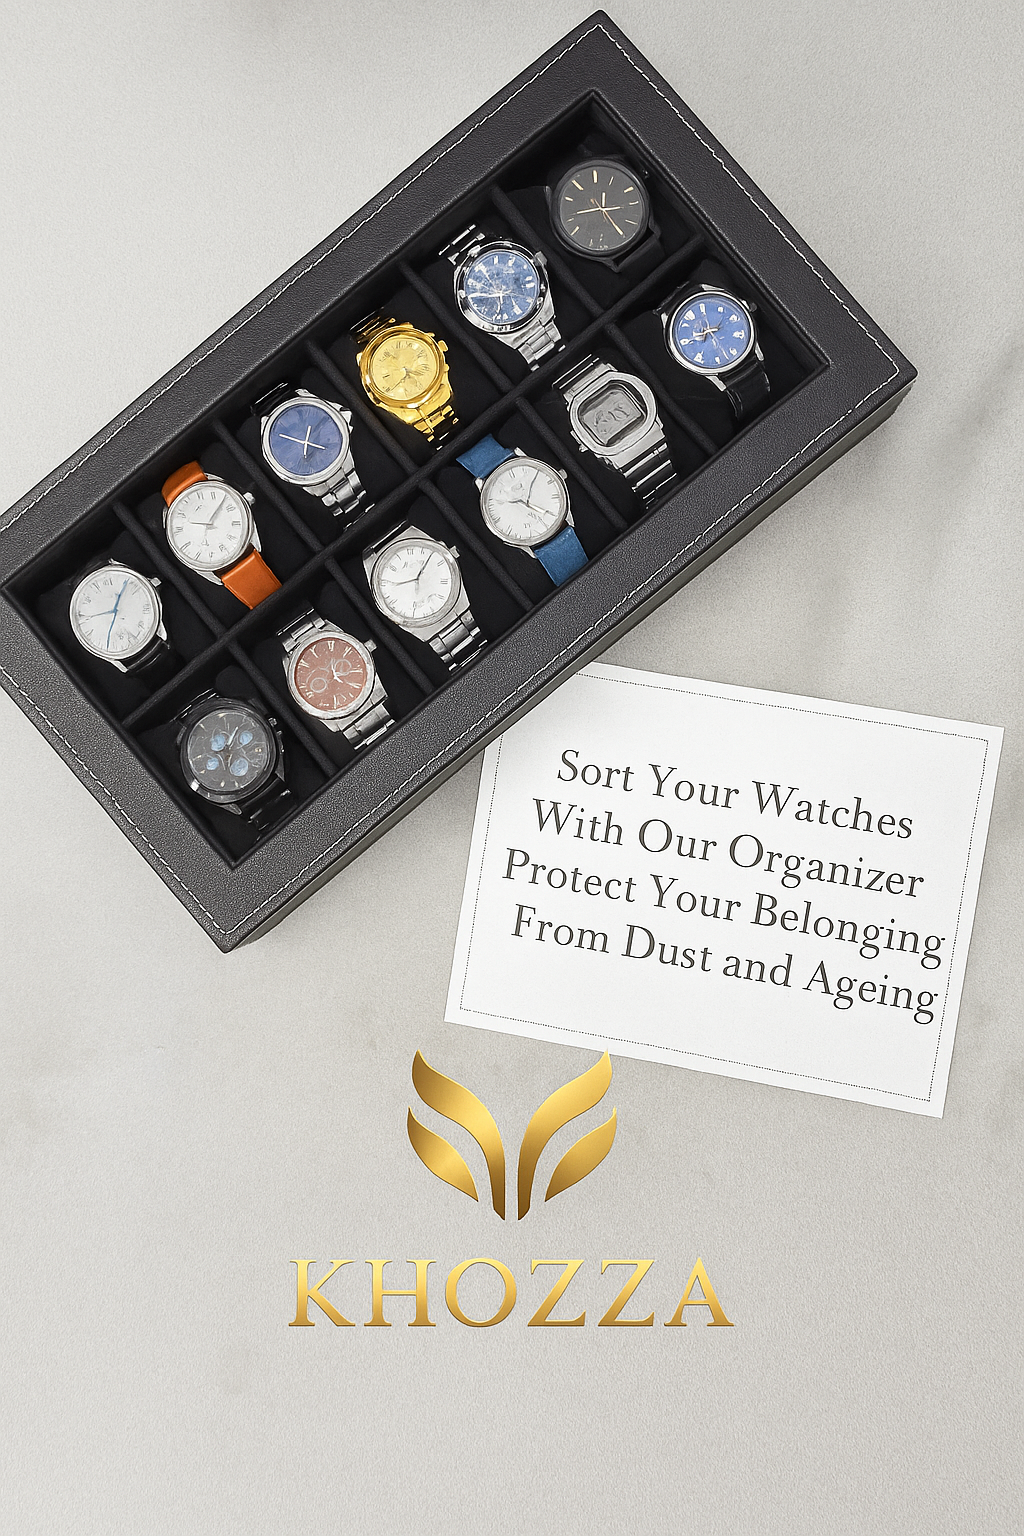 Sort Your Watches
With Our Organizer
Protect Your Belonging
From Dust and Ageing
KHOZZA